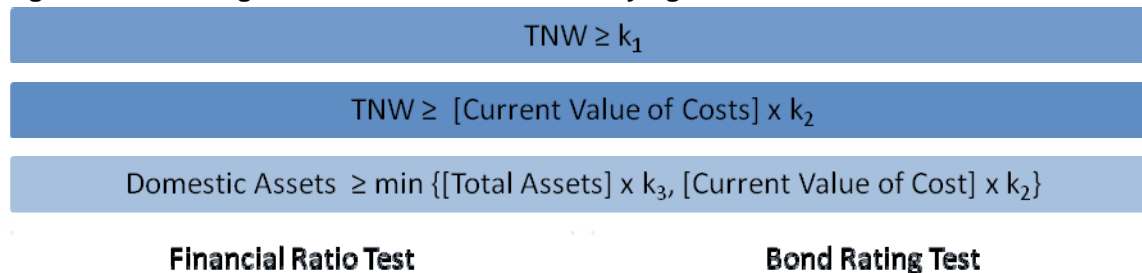 TNW ≥ k₁
TNW ≥ [Current Value of Costs] x k₂
Domestic Assets ≥ min {[Total Assets] x k₃, [Current Value of Cost] x k₂}
Financial Ratio Test Bond Rating Test